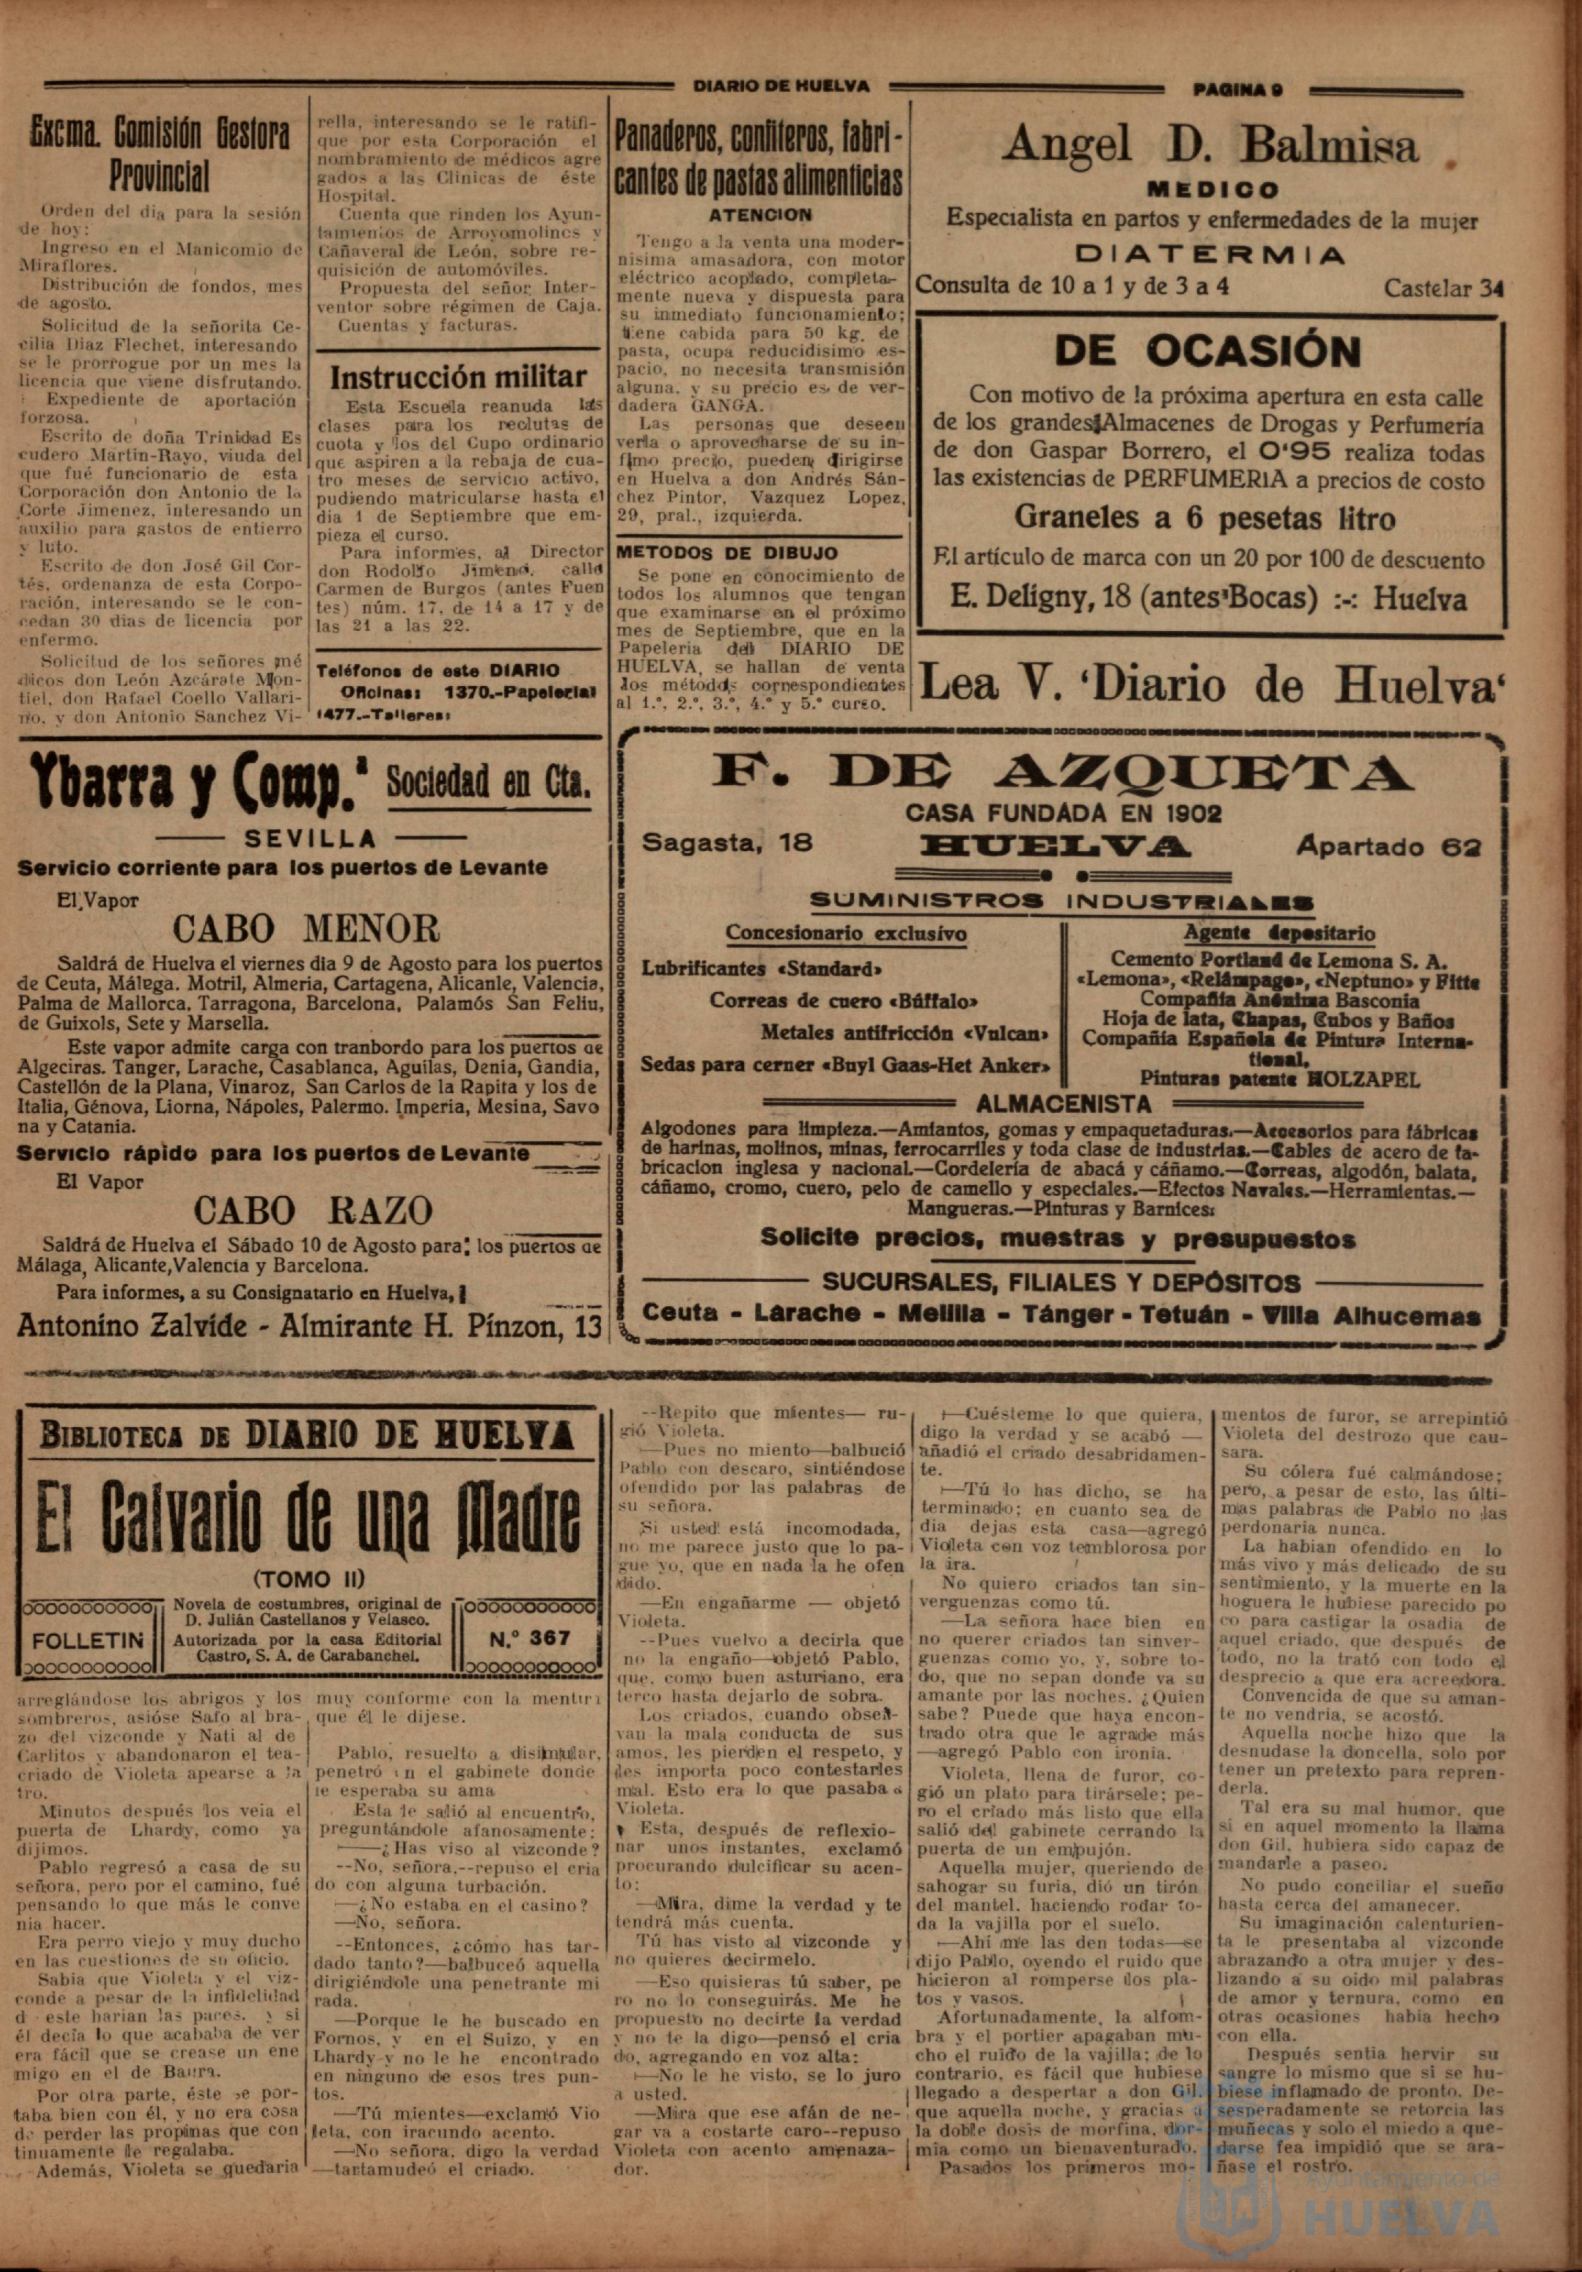 DIARIO DE HUELVA
PAGINA 9
Excma. Comisión Gestora
Provincial
Orden del dia para la sesión
de hoy:
Ingreso en el Manicomio de
Miraflores.
Distribución de fondos, mes
de agosto.
Solicitud de la señorita Ce-
cilia Diaz Flechet, interesando
se le prorrogue por un mes la
licencia que viene disfrutando.
Expediente de aportación
forzosa.
Escrito de doña Trinidad Es
cudero Martin-Rayo, viuda del
que fué funcionario de esta
Corporación don Antonio de la
Corte Jimenez, interesando un
auxilio para gastos de entierro
y luto.
Escrito de don José Gil Cor-
tés, ordenanza de esta Corpo-
ración, interesando se le con-
cedan 30 dias de licencia por
enfermo.
Solicitud de los señores mé
dicos don León Azcárate Mon-
tiel, don Rafael Coello Vallari-
no, y don Antonio Sanchez Vi-
rella, interesando se le ratifi-
que por esta Corporación el
nombramiento de médicos agre
gados a las Clinicas de éste
Hospital.
Cuenta que rinden los Ayun-
tamientos de Arroyomolinos y
Cañaveral de León, sobre re-
quisición de automóviles.
Propuesta del señor Inter-
ventor sobre régimen de Caja.
Cuentas y facturas.
Instrucción militar
Esta Escuela reanuda las
clases para los reclutas de
cuota y los del Cupo ordinario
que aspiren a la rebaja de cua-
tro meses de servicio activo,
pudiendo matricularse hasta el
dia 1 de Septiembre que em-
pieza el curso.
Para informes, al Director
don Rodolfo Jimena, calle
Carmen de Burgos (antes Fuen
tes) núm. 17, de 14 a 17 y de
las 21 a las 22.
Teléfonos de este DIARIO
Oficinas: 1370.-Papelería:
1477.-Talleres:
Panaderos, confiteros, fabri-
cantes de pastas alimenticias
ATENCION
Tengo a la venta una moder-
nisima amasadora, con motor
eléctrico acoplado, completa-
mente nueva y dispuesta para
su inmediato funcionamiento;
tiene cabida para 50 kg. de
pasta, ocupa reducidisimo es-
pacio, no necesita transmisión
alguna, y su precio es de ver-
dadera GANGA.
Las personas que deseen
verla o aprovecharse de su in-
fimo precio, pueden dirigirse
en Huelva a don Andrés Sán-
chez Pintor, Vazquez Lopez,
29, pral., izquierda.
METODOS DE DIBUJO
Se pone en conocimiento de
todos los alumnos que tengan
que examinarse en el próximo
mes de Septiembre, que en la
Papeleria del DIARIO DE
HUELVA, se hallan de venta
los métodos correspondientes
al 1.º, 2.º, 3.º, 4.º y 5.º curso.
Angel D. Balmisa
MEDICO
Especialista en partos y enfermedades de la mujer
DIATERMIA
Consulta de 10 a 1 y de 3 a 4 Castelar 34
DE OCASIÓN
Con motivo de la próxima apertura en esta calle
de los grandes Almacenes de Drogas y Perfumería
de don Gaspar Borrero, el 0'95 realiza todas
las existencias de PERFUMERIA a precios de costo
Graneles a 6 pesetas litro
El artículo de marca con un 20 por 100 de descuento
E. Deligny, 18 (antes Bocas) :-: Huelva
Lea V. 'Diario de Huelva'
Ybarra y Comp.ª Sociedad en Cta.
SEVILLA
Servicio corriente para los puertos de Levante
El Vapor
CABO MENOR
Saldrá de Huelva el viernes dia 9 de Agosto para los puertos
de Ceuta, Málega. Motril, Almeria, Cartagena, Alicanle, Valencia,
Palma de Mallorca, Tarragona, Barcelona, Palamós San Feliu,
de Guixols, Sete y Marsella.
Este vapor admite carga con tranbordo para los puertos de
Algeciras. Tanger, Larache, Casablanca, Aguilas, Denia, Gandia,
Castellón de la Plana, Vinaroz, San Carlos de la Rapita y los de
Italia, Génova, Liorna, Nápoles, Palermo. Imperia, Mesina, Savo
na y Catania.
Servicio rápido para los puertos de Levante
El Vapor
CABO RAZO
Saldrá de Huelva el Sábado 10 de Agosto para los puertos de
Málaga, Alicante, Valencia y Barcelona.
Para informes, a su Consignatario en Huelva,
Antonino Zalvide - Almirante H. Pinzon, 13
F. DE AZQUETA
CASA FUNDADA EN 1902
Sagasta, 18 HUELVA Apartado 62
SUMINISTROS INDUSTRIALES
Concesionario exclusivo
Lubrificantes «Standard»
Correas de cuero «Búffalo»
Metales antifricción «Vulcan»
Sedas para cerner «Buyl Gaas-Het Anker»
Agente depositario
Cemento Portland de Lemona S. A.
«Lemona», «Relámpago», «Neptuno» y Fitte
Compañía Anónima Basconia
Hoja de lata, Chapas, Cubos y Baños
Compañía Española de Pintura Interna-
tional,
Pinturas patente HOLZAPEL
ALMACENISTA
Algodones para limpieza.—Amiantos, gomas y empaquetaduras.—Accesorios para fábricas
de harinas, molinos, minas, ferrocarriles y toda clase de industrias.—Cables de acero de fa-
bricacion inglesa y nacional.—Cordelería de abacá y cáñamo.—Correas, algodón, balata,
cáñamo, cromo, cuero, pelo de camello y especiales.—Efectos Navales.—Herramientas.—
Mangueras.—Pinturas y Barnices:
Solicite precios, muestras y presupuestos
SUCURSALES, FILIALES Y DEPÓSITOS
Ceuta - Larache - Melilla - Tánger - Tetuán - Villa Alhucemas
BIBLIOTECA DE DIARIO DE HUELVA
El Calvario de una Madre
(TOMO II)
FOLLETIN
Novela de costumbres, original de
D. Julián Castellanos y Velasco.
Autorizada por la casa Editorial
Castro, S. A. de Carabanchel.
N.º 367
arreglándose los abrigos y los
sombreros, asióse Safo al bra-
zo del vizconde y Nati al de
Carlitos y abandonaron el tea-
criado de Violeta apearse a la
tro.
Minutos después los veia el
puerta de Lhardy, como ya
dijimos.
Pablo regresó a casa de su
señora, pero por el camino, fué
pensando lo que más le conve
nia hacer.
Era perro viejo y muy ducho
en las cuestiones de su oficio.
Sabia que Violeta y el viz-
conde a pesar de la infidelidad
d este harian las paces, y si
él decía lo que acababa de ver
era fácil que se crease un ene
migo en el de Baura.
Por otra parte, éste se por-
taba bien con él, y no era cosa
de perder las propinas que con
tinuamente le regalaba.
Además, Violeta se quedaria
muy conforme con la mentiri
que él le dijese.
Pablo, resuelto a disimular,
penetró en el gabinete donde
le esperaba su ama
Esta le salió al encuentro,
preguntándole afanosamente:
—¿Has viso al vizconde?
--No, señora,--repuso el cria
do con alguna turbación.
—¿No estaba en el casino?
—No, señora.
--Entonces, ¿cómo has tar-
dado tanto?—balbuceó aquella
dirigiéndole una penetrante mi
rada.
—Porque le he buscado en
Fornos, y en el Suizo, y en
Lhardy y no le he encontrado
en ninguno de esos tres pun-
tos.
—Tú mientes—exclamó Vio
leta, con iracundo acento.
—No señora, digo la verdad
—tartamudeó el criado.
--Repito que mientes— ru-
gió Violeta.
—Pues no miento—balbució
Pablo con descaro, sintiéndose
ofendido por las palabras de
su señora.
Si usted está incomodada,
no me parece justo que lo pa-
gue yo, que en nada la he ofen
dido.
—En engañarme — objetó
Violeta.
--Pues vuelvo a decirla que
no la engaño—objetó Pablo,
que, como buen asturiano, era
terco hasta dejarlo de sobra.
Los criados, cuando obser-
van la mala conducta de sus
amos, les pierden el respeto, y
les importa poco contestarles
mal. Esto era lo que pasaba a
Violeta.
Esta, después de reflexio-
nar unos instantes, exclamó
procurando dulcificar su acen-
to:
—Mira, dime la verdad y te
tendrá más cuenta.
Tú has visto al vizconde y
no quieres decirmelo.
—Eso quisieras tú saber, pe
ro no lo conseguirás. Me he
propuesto no decirte la verdad
y no te la digo—pensó el cria
do, agregando en voz alta:
—No le he visto, se lo juro
a usted.
—Mira que ese afán de ne-
gar va a costarte caro--repuso
Violeta con acento amenaza-
dor.
—Cuésteme lo que quiera,
digo la verdad y se acabó —
añadió el criado desabridamen-
te.
—Tú lo has dicho, se ha
terminado; en cuanto sea de
dia dejas esta casa—agregó
Violeta con voz temblorosa por
la ira.
No quiero criados tan sin-
verguenzas como tú.
—La señora hace bien en
no querer criados tan sinver-
guenzas como yo, y, sobre to-
do, que no sepan donde va su
amante por las noches. ¿Quien
sabe? Puede que haya encon-
trado otra que le agrade más
—agregó Pablo con ironia.
Violeta, llena de furor, co-
gió un plato para tirársele; pe-
ro el criado más listo que ella
salió del gabinete cerrando la
puerta de un empujón.
Aquella mujer, queriendo de
sahogar su furia, dió un tirón
del mantel, haciendo rodar to-
da la vajilla por el suelo.
—Ahi me las den todas—se
dijo Pablo, oyendo el ruido que
hicieron al romperse los pla-
tos y vasos.
Afortunadamente, la alfom-
bra y el portier apagaban mu-
cho el ruido de la vajilla; de lo
contrario, es fácil que hubiese
llegado a despertar a don Gil,
que aquella noche, y gracias a
la doble dosis de morfina, dor-
mia como un bienaventurado.
Pasados los primeros mo-
mentos de furor, se arrepintió
Violeta del destrozo que cau-
sara.
Su cólera fué calmándose;
pero, a pesar de esto, las últi-
mas palabras de Pablo no las
perdonaria nunca.
La habian ofendido en lo
más vivo y más delicado de su
sentimiento, y la muerte en la
hoguera le hubiese parecido po
co para castigar la osadia de
aquel criado, que después de
todo, no la trató con todo el
desprecio a que era acreedora.
Convencida de que su aman-
te no vendria, se acostó.
Aquella noche hizo que la
desnudase la doncella, solo por
tener un pretexto para repren-
derla.
Tal era su mal humor, que
si en aquel momento la llama
don Gil, hubiera sido capaz de
mandarle a paseo.
No pudo conciliar el sueño
hasta cerca del amanecer.
Su imaginación calenturien-
ta le presentaba al vizconde
abrazando a otra mujer y des-
lizando a su oido mil palabras
de amor y ternura, como en
otras ocasiones habia hecho
con ella.
Después sentia hervir su
sangre lo mismo que si se hu-
biese inflamado de pronto. De-
sesperadamente se retorcia las
muñecas y solo el miedo a que-
darse fea impidió que se ara-
ñase el rostro.
Ayuntamiento de
HUELVA